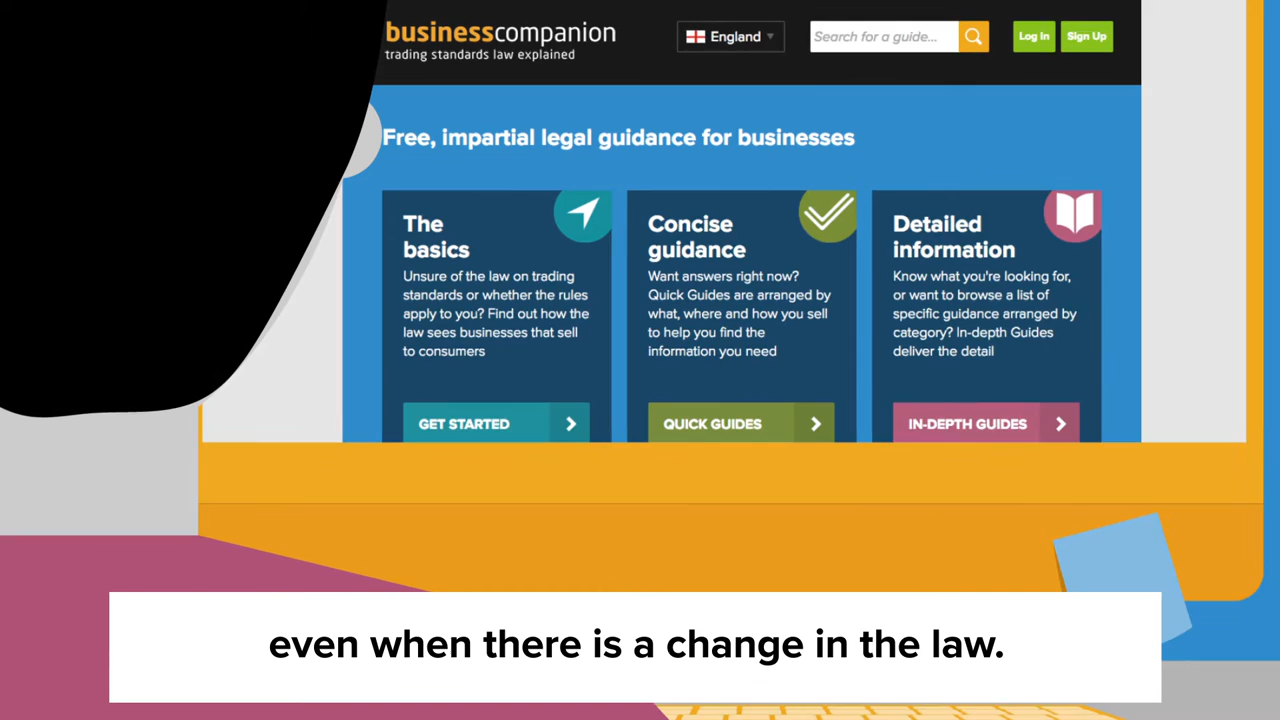 businesscompanion
trading standards law explained
England
Search for a guide...
Log In
Sign Up
Free, impartial legal guidance for businesses
The
basics
Unsure of the law on trading
standards or whether the rules
apply to you? Find out how the
law sees businesses that sell
to consumers
GET STARTED
Concise
guidance
Want answers right now?
Quick Guides are arranged by
what, where and how you sell
to help you find the
information you need
QUICK GUIDES
Detailed
information
Know what you're looking for,
or want to browse a list of
specific guidance arranged by
category? In-depth Guides
deliver the detail
IN-DEPTH GUIDES
even when there is a change in the law.